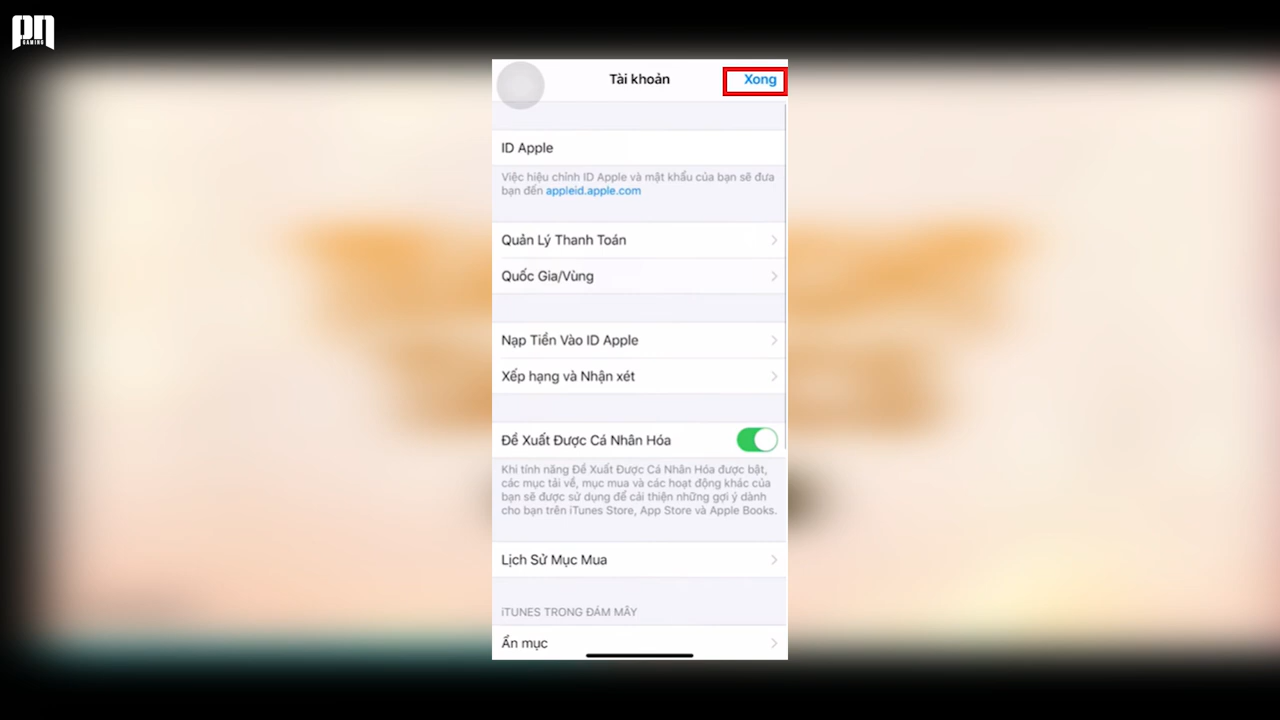 PN
GAMING
Tài khoản
Xong
ID Apple
Việc hiệu chỉnh ID Apple và mật khẩu của bạn sẽ đưa
bạn đến appleid.apple.com
Quản Lý Thanh Toán
Quốc Gia/Vùng
Nạp Tiền Vào ID Apple
Xếp hạng và Nhận xét
Đề Xuất Được Cá Nhân Hóa
Khi tính năng Đề Xuất Được Cá Nhân Hóa được bật,
các mục tải về, mục mua và các hoạt động khác của
bạn sẽ được sử dụng để cải thiện những gợi ý dành
cho bạn trên iTunes Store, App Store và Apple Books.
Lịch Sử Mục Mua
iTUNES TRONG ĐÁM MÂY
Ẩn mục